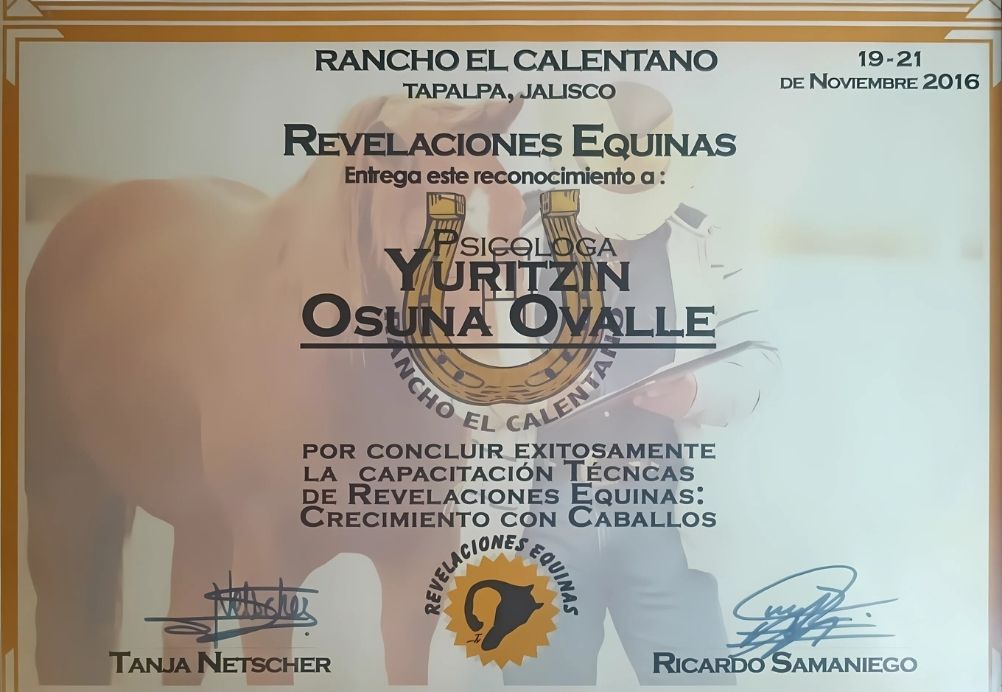 RANCHO EL CALENTANO
TAPALPA, JALISCO
19-21
DE NOVIEMBRE 2016
REVELACIONES EQUINAS
Entrega este reconocimiento a :
PSICOLOGA
YURITZIN
OSUNA OVALLE
RANCHO EL CALENTANO
POR CONCLUIR EXITOSAMENTE
LA CAPACITACIÓN TÉCNCAS
DE REVELACIONES EQUINAS:
CRECIMIENTO CON CABALLOS
REVELACIONES EQUINAS
Netscher
TANJA NETSCHER
RICARDO SAMANIEGO